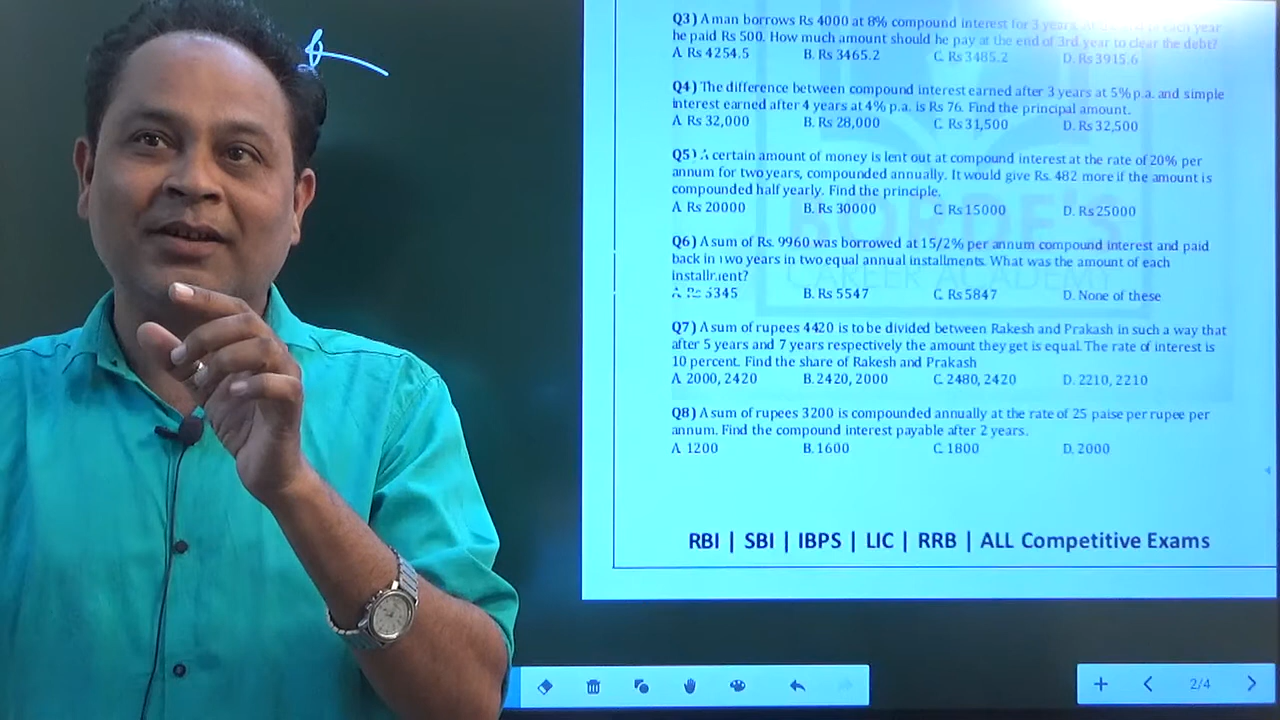 Q3) A man borrows Rs 4000 at 8% compound interest for 3 years. each year
he paid Rs 500. How much amount should he pay at the end of 3rd year to clear the debt?
A. Rs 4254.5 B. Rs 3465.2 C. Rs 3485.2 D. Rs 3915.6
Q4) The difference between compound interest earned after 3 years at 5% p.a. and simple
interest earned after 4 years at 4% p.a. is Rs 76. Find the principal amount.
A. Rs 32,000 B. Rs 28,000 C. Rs 31,500 D. Rs 32,500
Q5) A certain amount of money is lent out at compound interest at the rate of 20% per
annum for two years, compounded annually. It would give Rs. 482 more if the amount is
compounded half yearly. Find the principle.
A. Rs 20000 B. Rs 30000 C. Rs 15000 D. Rs 25000
Q6) A sum of Rs. 9960 was borrowed at 15/2% per annum compound interest and paid
back in two years in two equal annual installments. What was the amount of each
installment?
A. Rs 5345 B. Rs 5547 C. Rs 5847 D. None of these
CAREER ACADEMY
Q7) A sum of rupees 4420 is to be divided between Rakesh and Prakash in such a way that
after 5 years and 7 years respectively the amount they get is equal. The rate of interest is
10 percent. Find the share of Rakesh and Prakash
A. 2000, 2420 B. 2420, 2000 C. 2480, 2420 D. 2210, 2210
Q8) A sum of rupees 3200 is compounded annually at the rate of 25 paise per rupee per
annum. Find the compound interest payable after 2 years.
A. 1200 B. 1600 C. 1800 D. 2000
RBI | SBI | IBPS | LIC | RRB | ALL Competitive Exams
2/4